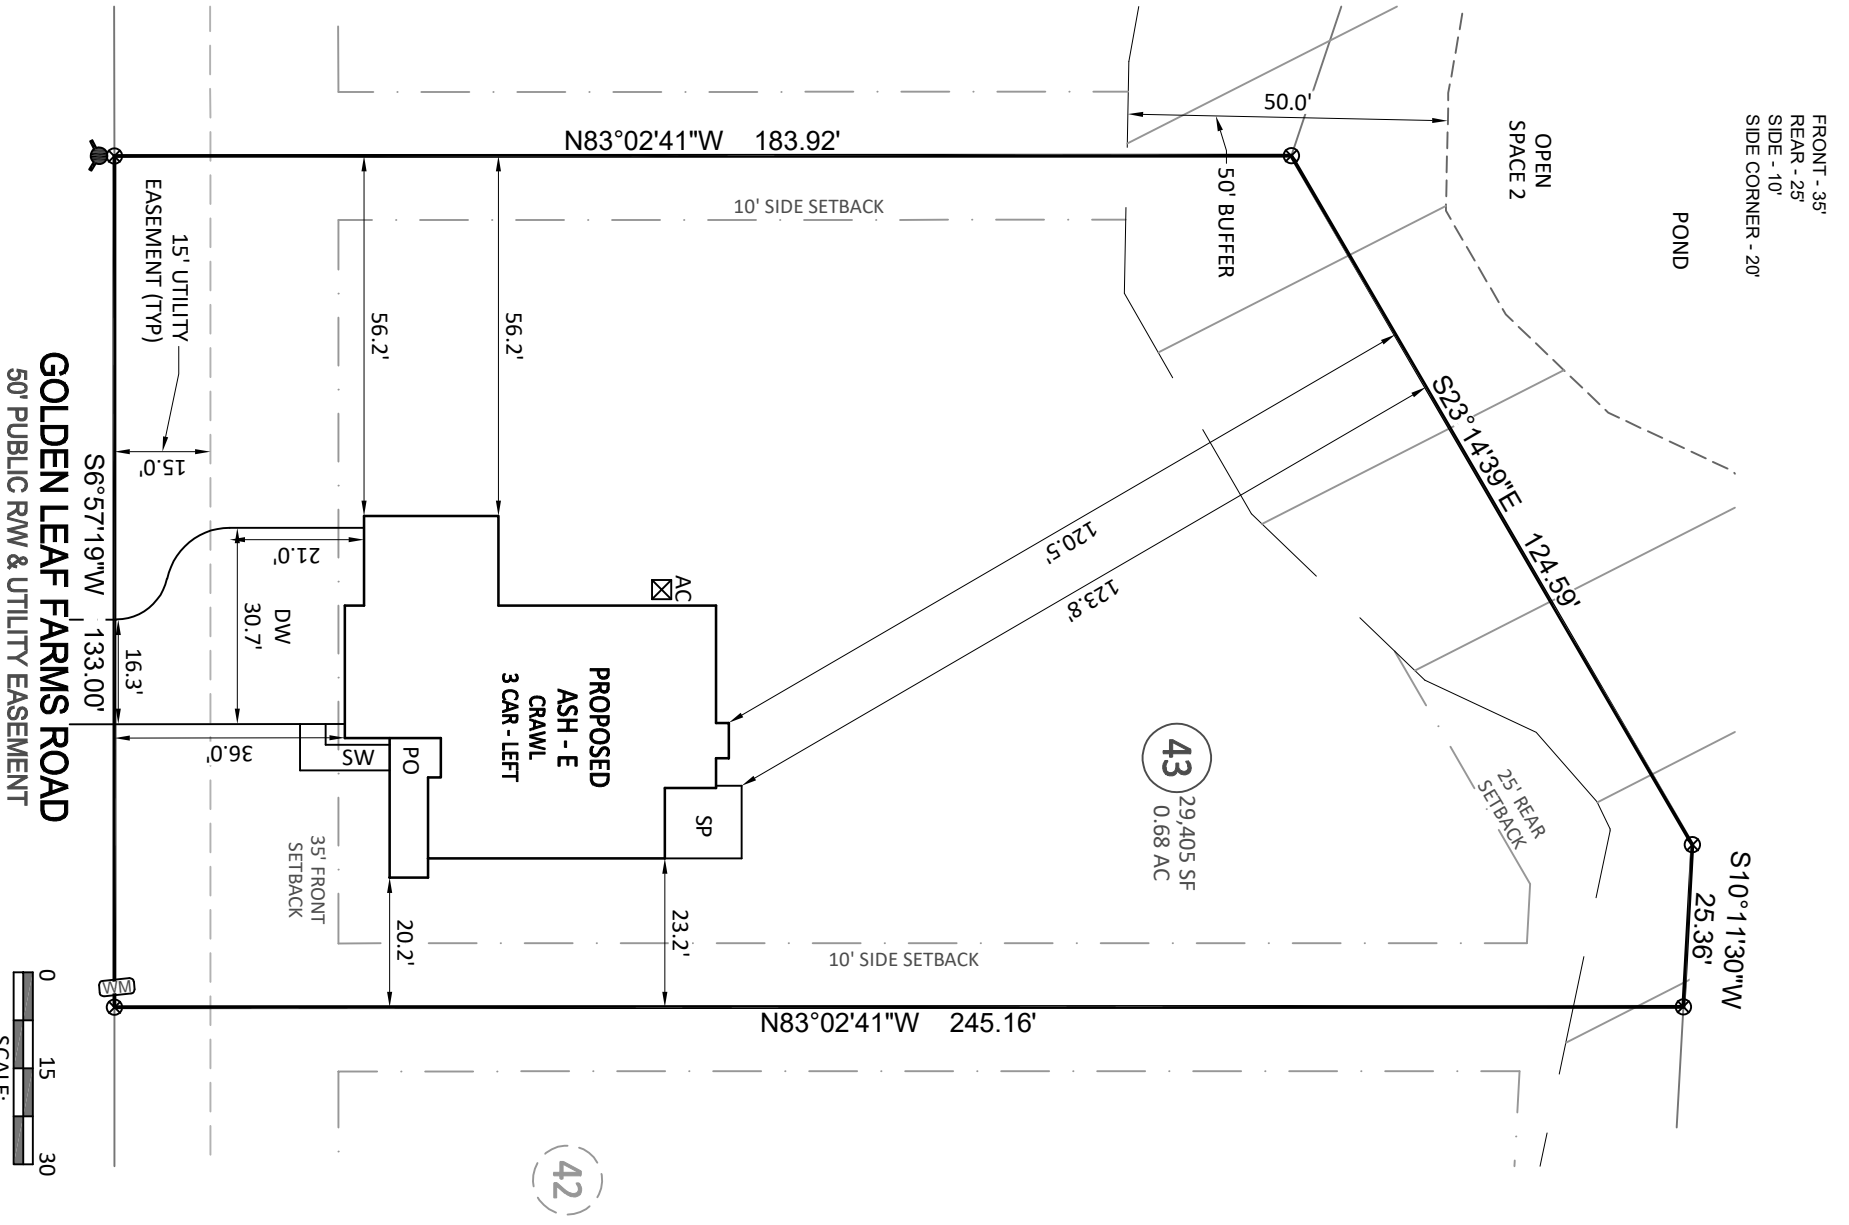 FRONT - 35'
REAR - 25'
SIDE - 10'
SIDE CORNER - 20'
POND
OPEN
SPACE 2
50.0'
50' BUFFER
N83°02'41"W 183.92'
10' SIDE SETBACK
S23°14'39"E 124.59'
S10°11'30"W
25.36'
25' REAR
SETBACK
120.5'
123.8'
56.2'
56.2'
15' UTILITY
EASEMENT (TYP)
15.0'
21.0'
DW
30.7'
16.3'
36.0'
AC
PROPOSED
ASH - E
CRAWL
3 CAR - LEFT
SW
PO
SP
43
29,405 SF
0.68 AC
35' FRONT
SETBACK
20.2'
23.2'
10' SIDE SETBACK
N83°02'41"W 245.16'
S6°57'19"W 133.00'
GOLDEN LEAF FARMS ROAD
50' PUBLIC R/W & UTILITY EASEMENT
WM
42
0 15 30
SCALE: